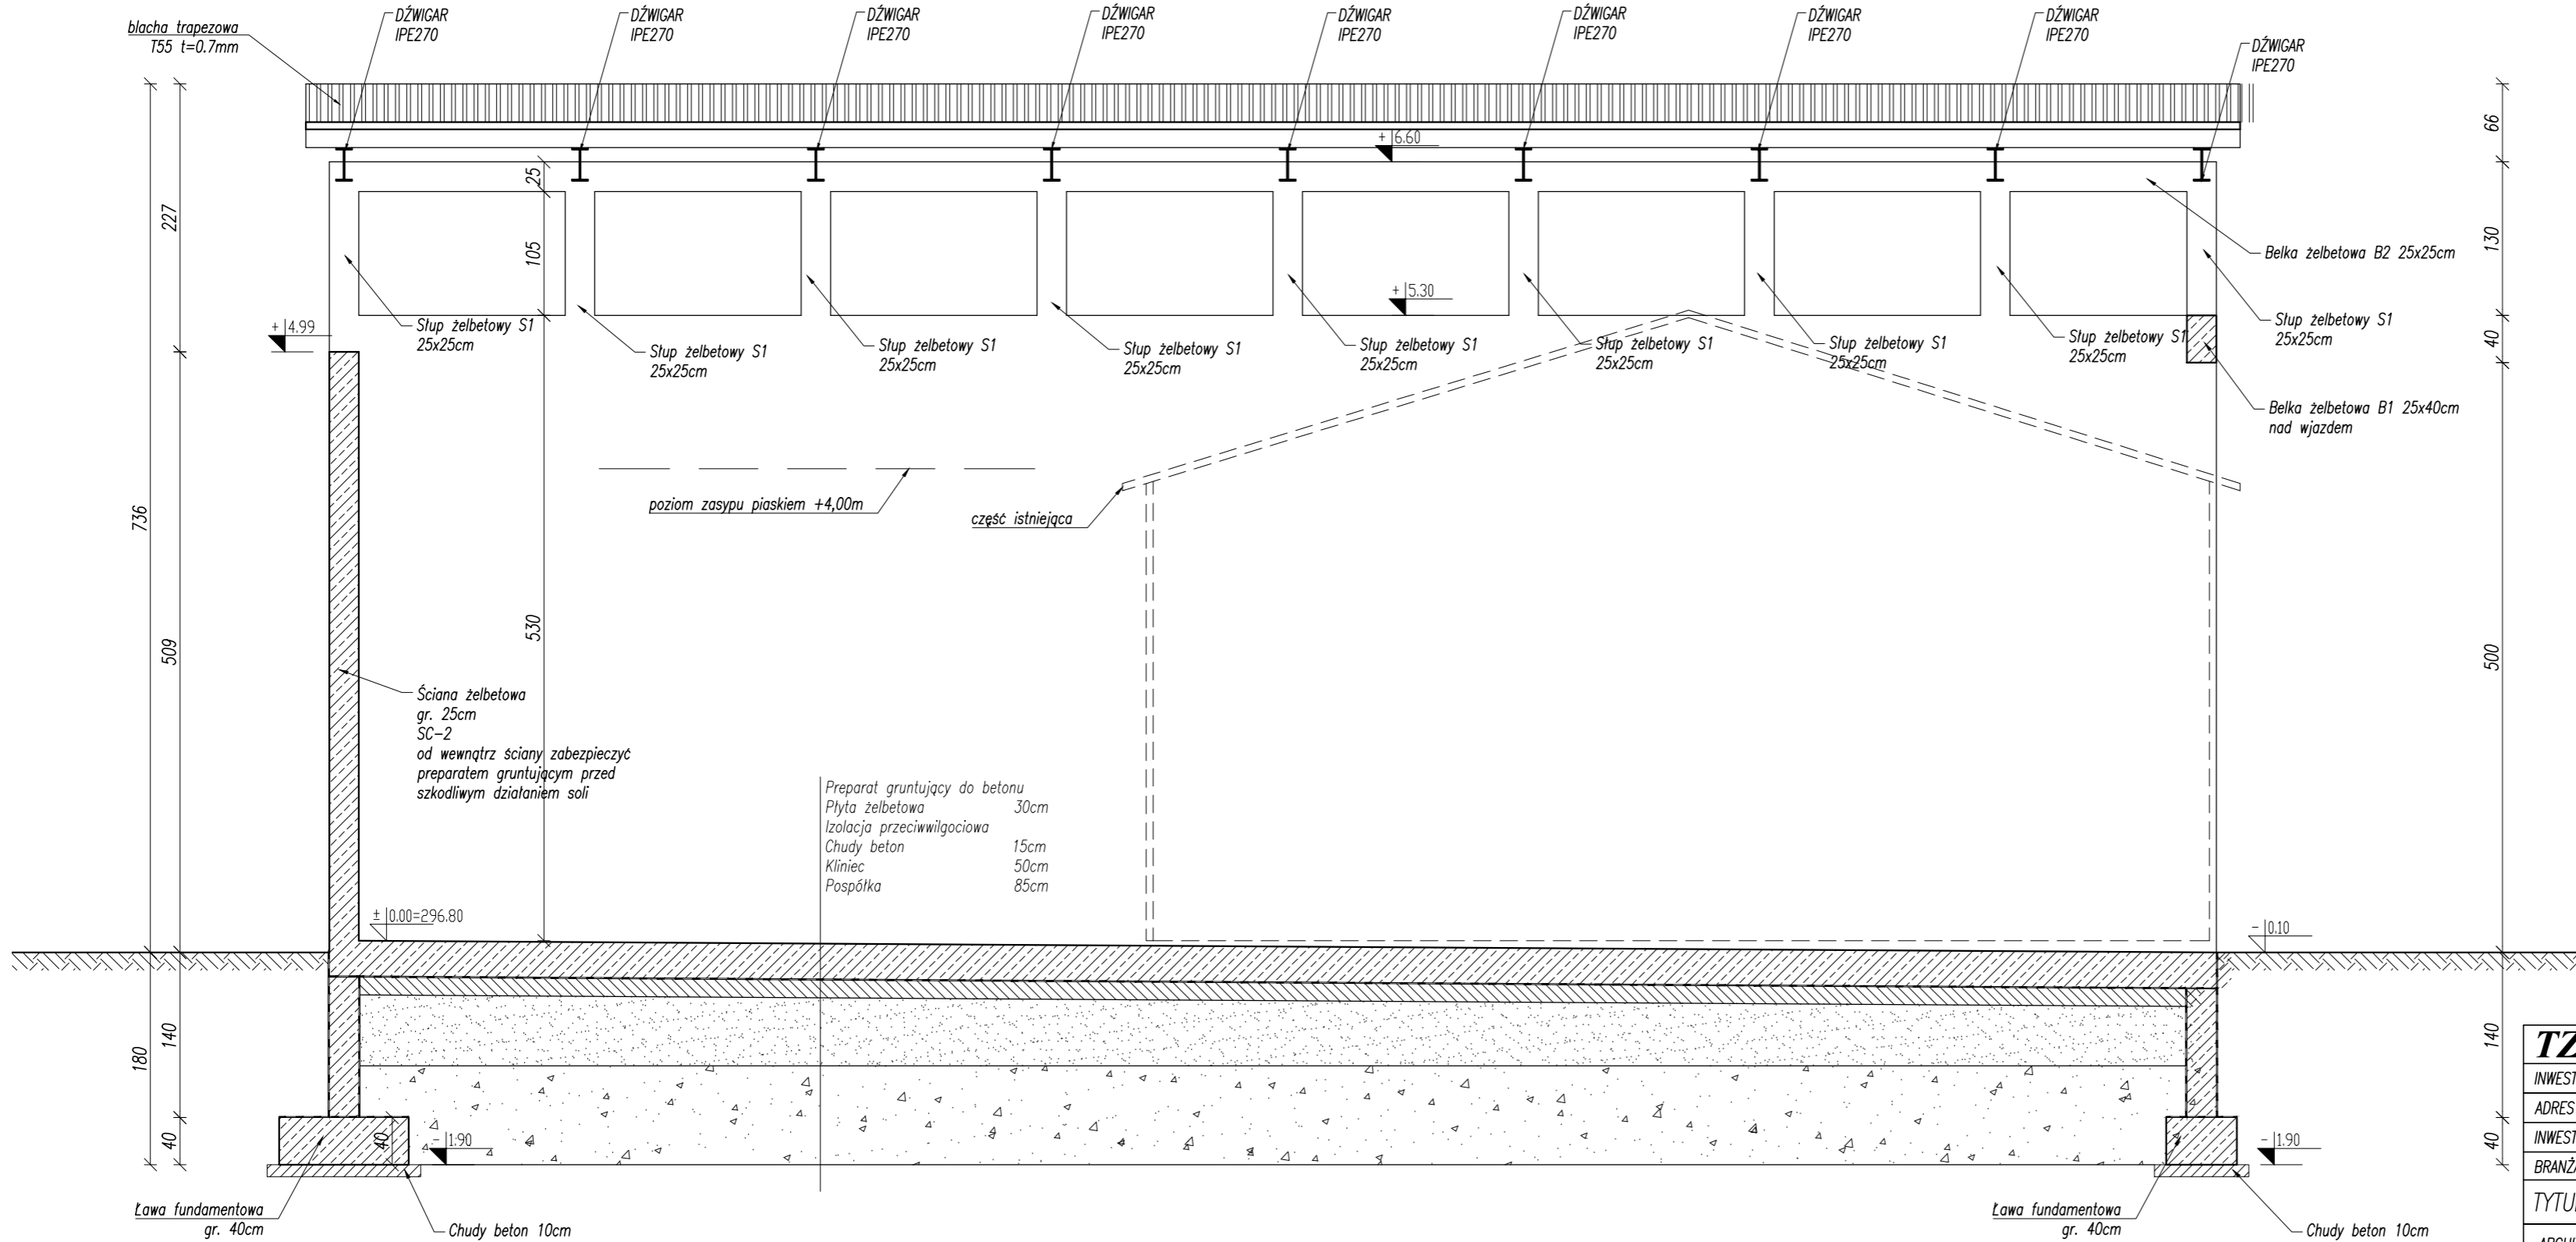 blacha trapezowa
T55 t=0.7mm
DŹWIGAR
IPE270
DŹWIGAR
IPE270
DŹWIGAR
IPE270
DŹWIGAR
IPE270
DŹWIGAR
IPE270
DŹWIGAR
IPE270
DŹWIGAR
IPE270
DŹWIGAR
IPE270
DŹWIGAR
IPE270
66
+ 6.60
25
227
105
130
Belka żelbetowa B2 25x25cm
+ 5.30
+ 4.99
Słup żelbetowy S1
25x25cm
Słup żelbetowy S1
25x25cm
Słup żelbetowy S1
25x25cm
Słup żelbetowy S1
25x25cm
Słup żelbetowy S1
25x25cm
Słup żelbetowy S1
25x25cm
Słup żelbetowy S1
25x25cm
Słup żelbetowy S1
25x25cm
Słup żelbetowy S1
25x25cm
40
Belka żelbetowa B1 25x40cm
nad wjazdem
poziom zasypu piaskiem +4,00m
część istniejąca
736
509
530
500
Ściana żelbetowa
gr. 25cm
SC-2
od wewnątrz ściany zabezpieczyć
preparatem gruntującym przed
szkodliwym działaniem soli
Preparat gruntujący do betonu
Płyta żelbetowa 30cm
Izolacja przeciwwilgociowa
Chudy beton 15cm
Kliniec 50cm
Pospółka 85cm
± 0.00=296.80
- 0.10
180
140
140
40
40
- 1.90
- 1.90
40
Ława fundamentowa
gr. 40cm
Chudy beton 10cm
Ława fundamentowa
gr. 40cm
Chudy beton 10cm
TZ
INWEST
ADRES
INWEST
BRANŻA
TYTUŁ